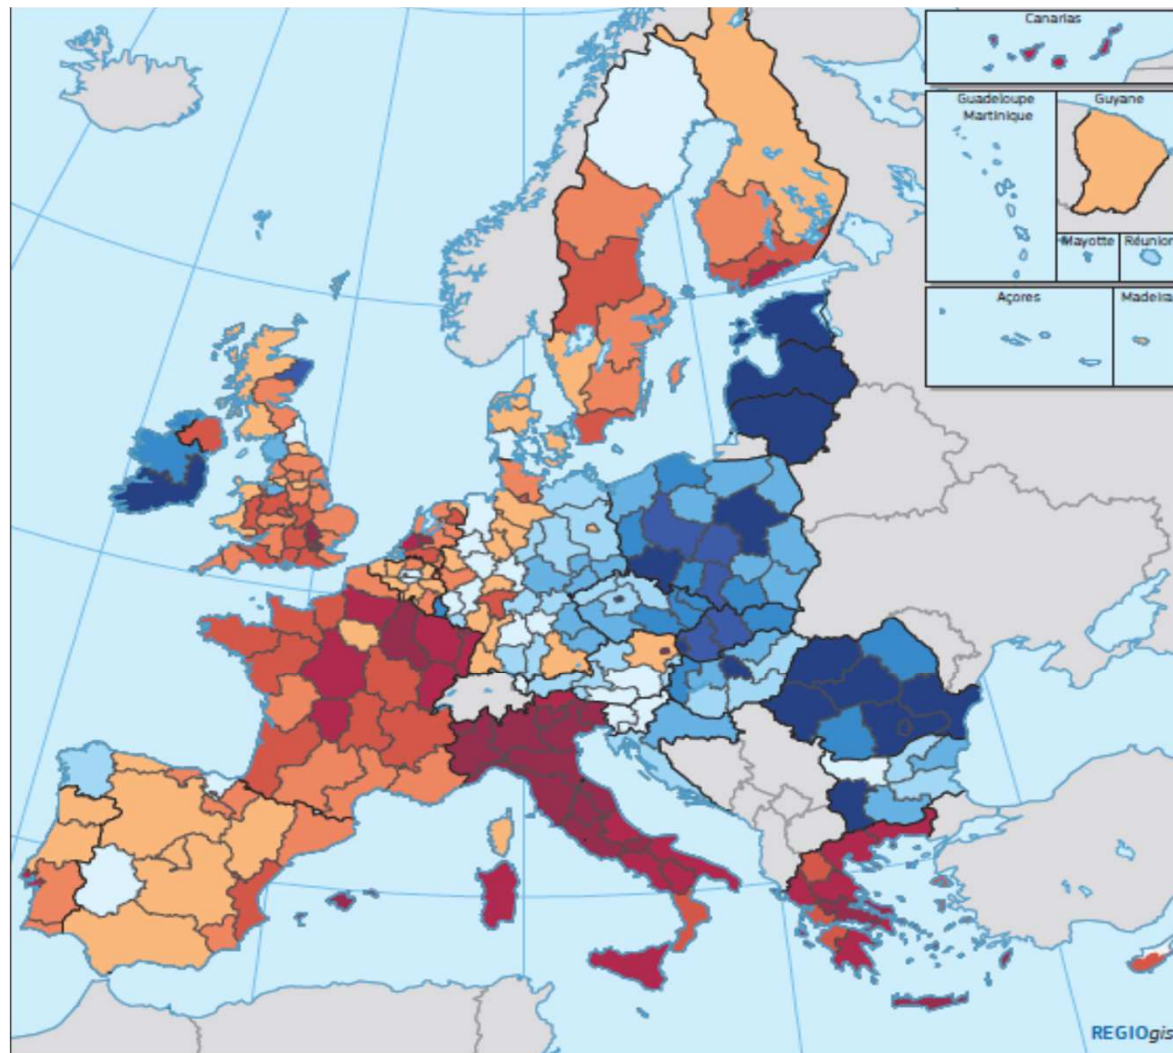 Canarias
Guadeloupe
Martinique
Guyane
Mayotte
Réunion
Açores
Madeira
REGIOgis